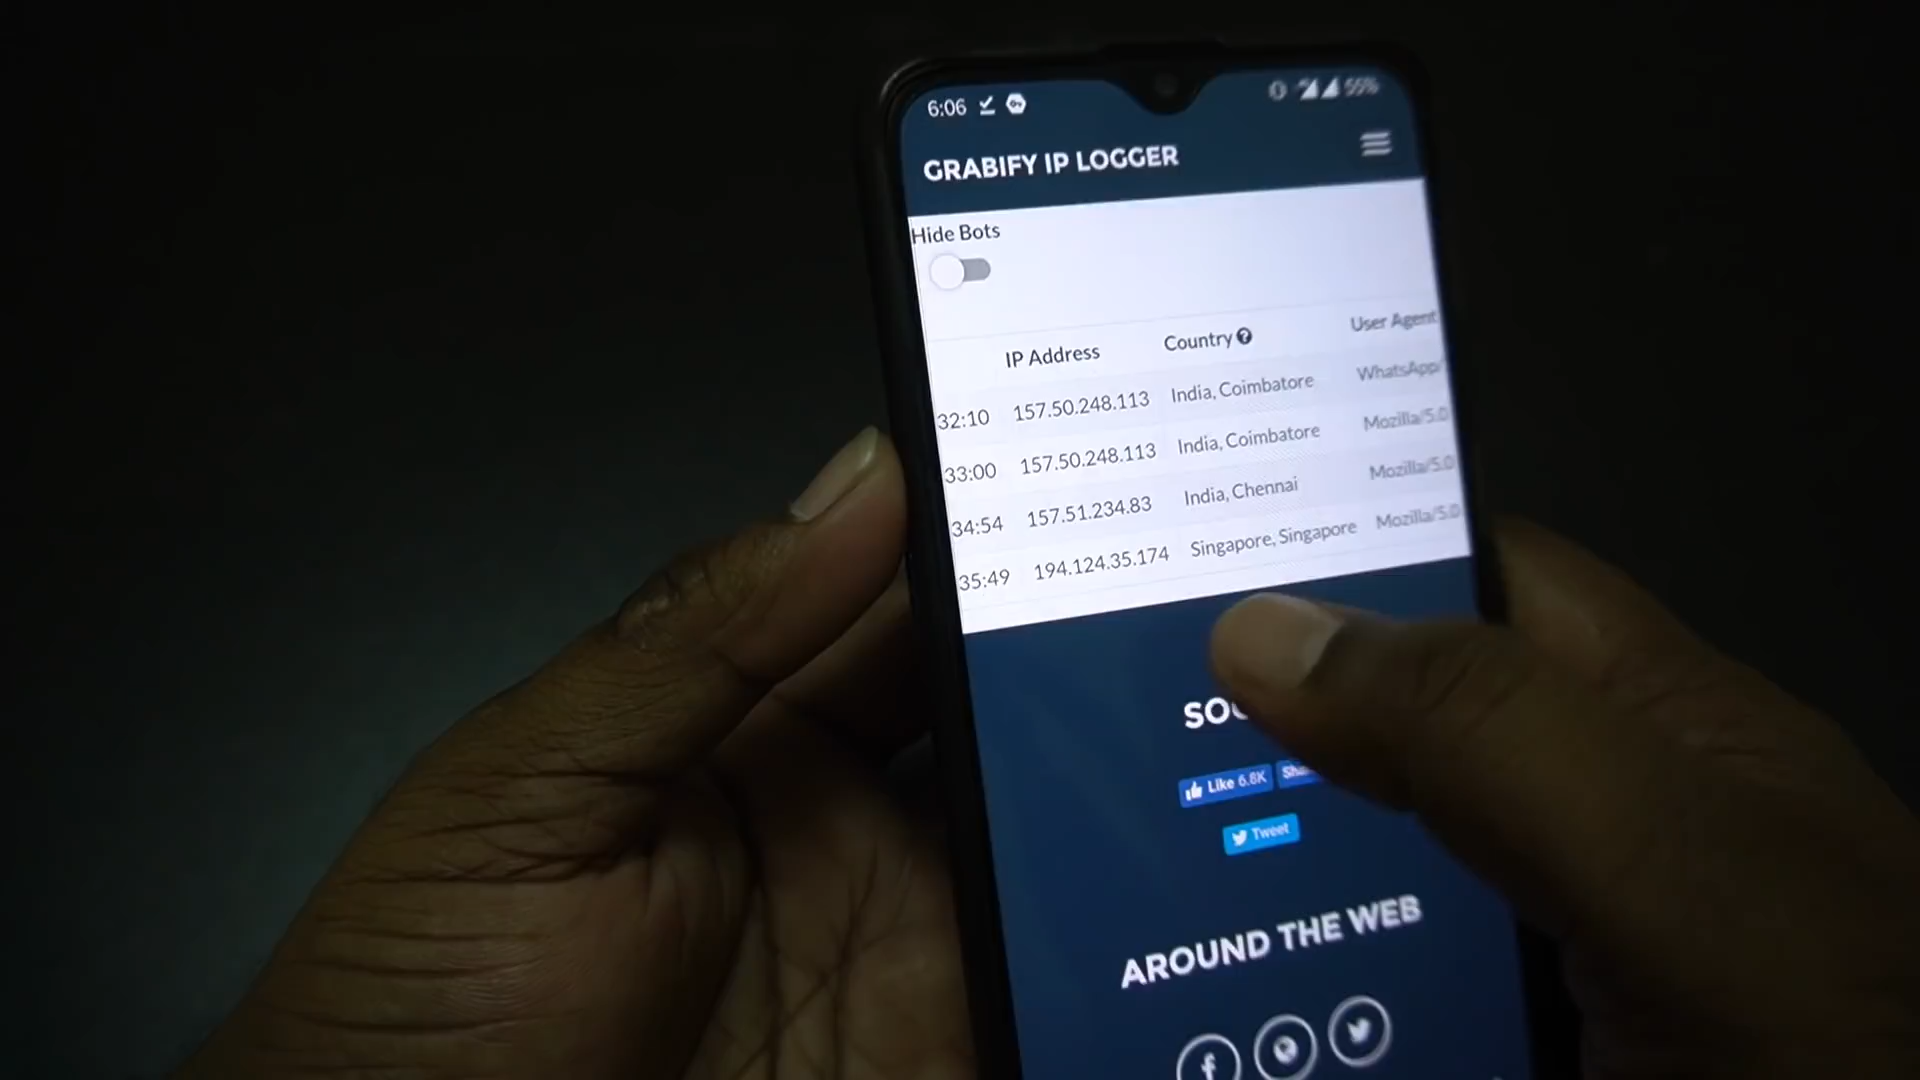 6:06 55%
GRABIFY IP LOGGER
Hide Bots
IP Address Country User Agent
32:10 157.50.248.113 India, Coimbatore WhatsApp/
33:00 157.50.248.113 India, Coimbatore Mozilla/5.0
34:54 157.51.234.83 India, Chennai Mozilla/5.0
35:49 194.124.35.174 Singapore, Singapore Mozilla/5.0
Like 6.8K
Tweet
AROUND THE WEB